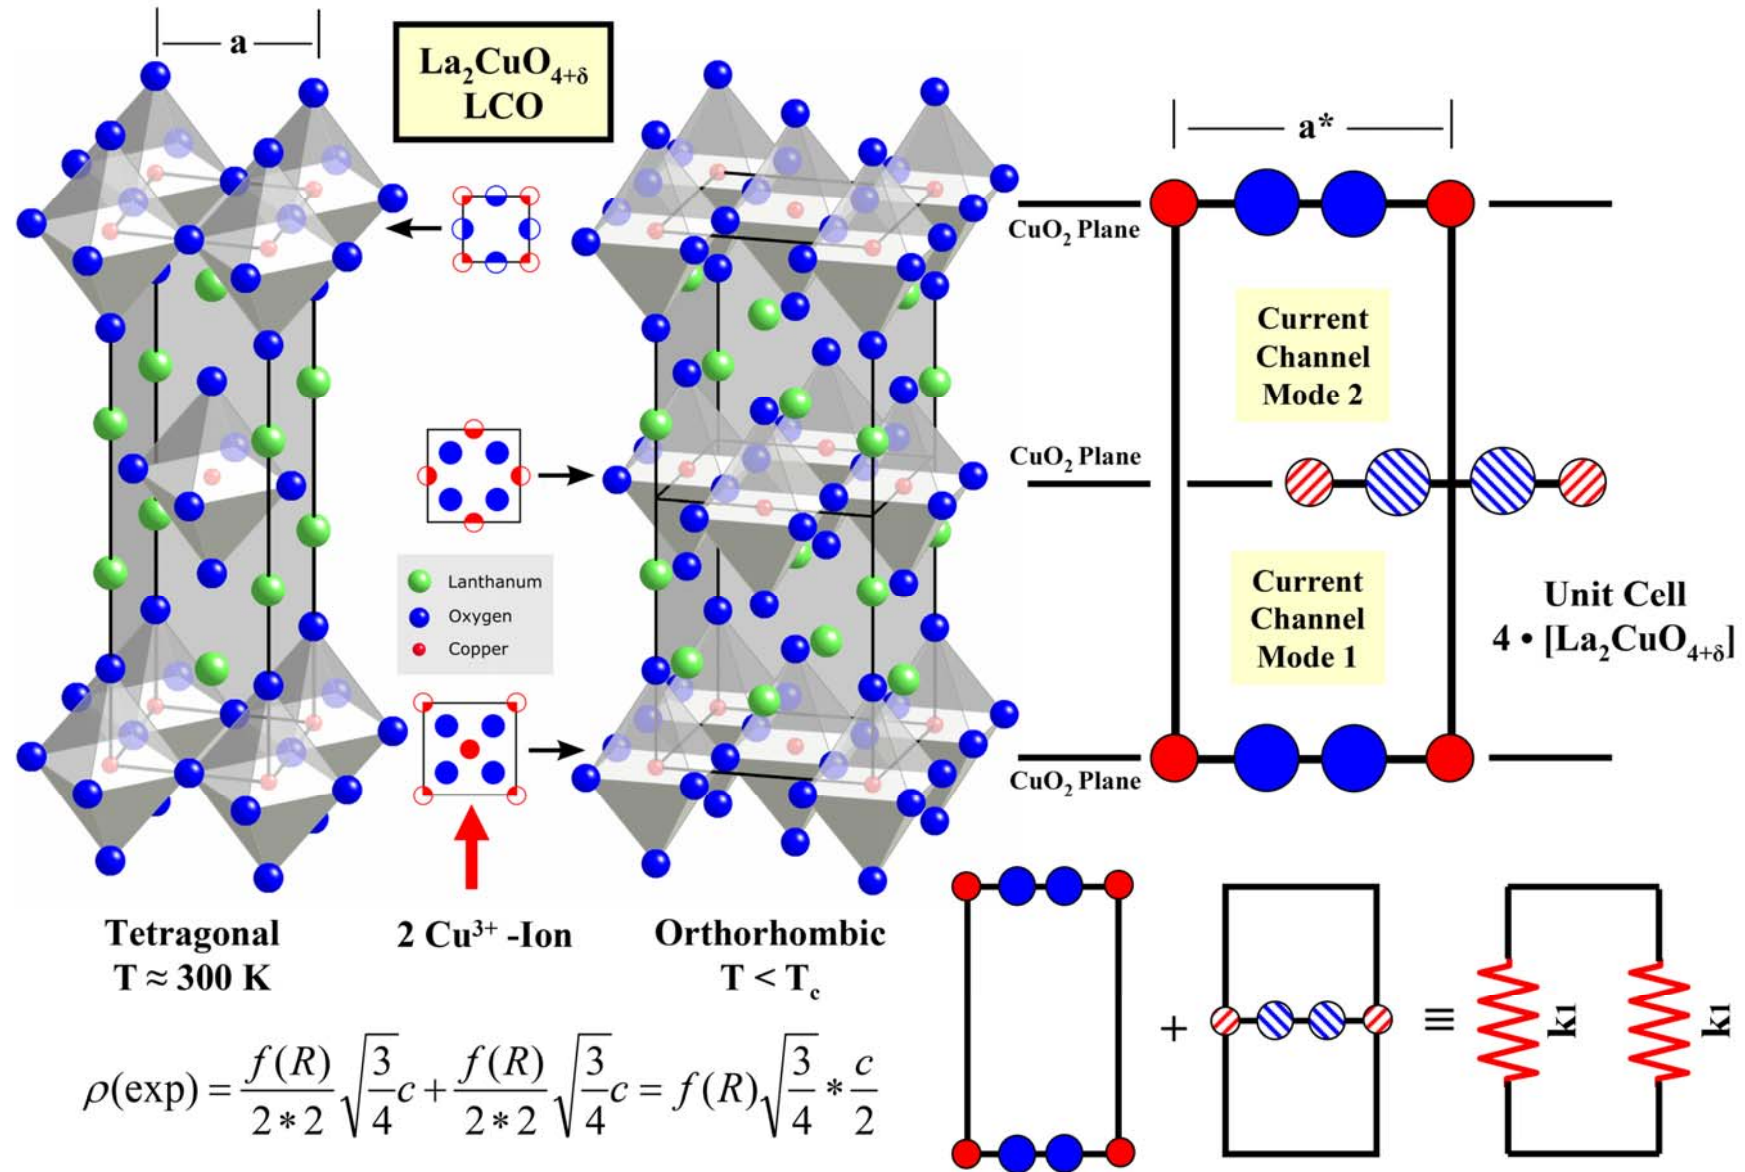 a
La₂CuO₄₊δ
LCO
a*
CuO₂ Plane
Current
Channel
Mode 2
CuO₂ Plane
Lanthanum
Oxygen
Copper
Current
Channel
Mode 1
Unit Cell
4 • [La₂CuO₄₊δ]
CuO₂ Plane
Tetragonal
T ≈ 300 K
2 Cu³⁺ -Ion
Orthorhombic
T < T_c
ρ(exp) = f(R)/(2*2) √(3/4) c + f(R)/(2*2) √(3/4) c = f(R) √(3/4) * c/2
+
≡
k1
k1